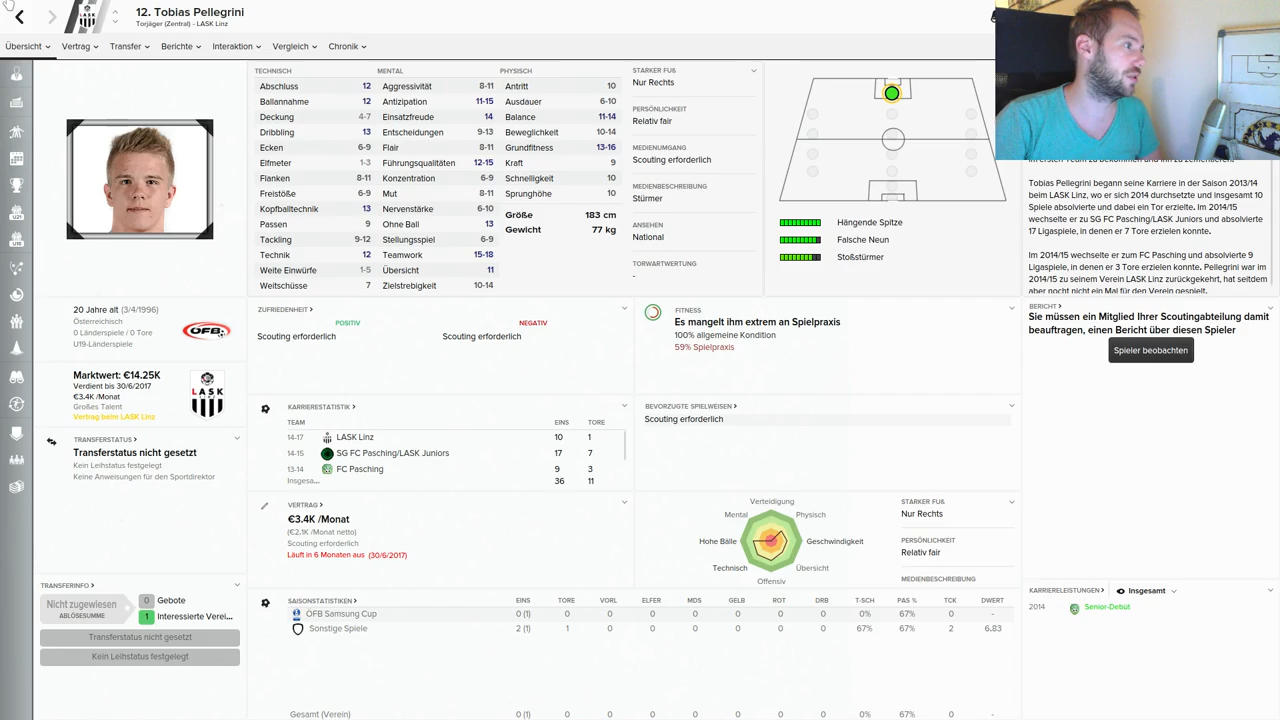 12. Tobias Pellegrini
Torjäger (Zentral) - LASK Linz
Übersicht
Vertrag
Transfer
Berichte
Interaktion
Vergleich
Chronik
TECHNISCH
Abschluss 12
Ballannahme 12
Deckung 4-7
Dribbling 13
Ecken 6-9
Elfmeter 1-3
Flanken 8-11
Freistöße 6-9
Kopfballtechnik 13
Passen 9
Tackling 9-12
Technik 12
Weite Einwürfe 1-5
Weitschüsse 7
MENTAL
Aggressivität 8-11
Antizipation 11-15
Einsatzfreude 14
Entscheidungen 9-13
Flair 8-11
Führungsqualitäten 12-15
Konzentration 6-9
Mut 8-11
Nervenstärke 6-10
Ohne Ball 13
Stellungsspiel 6-9
Teamwork 15-18
Übersicht 11
Zielstrebigkeit 10-14
PHYSISCH
Antritt 10
Ausdauer 6-10
Balance 11-14
Beweglichkeit 10-14
Grundfitness 13-16
Kraft 9
Schnelligkeit 10
Sprunghöhe 10
Größe 183 cm
Gewicht 77 kg
STARKER FUß
Nur Rechts
PERSÖNLICHKEIT
Relativ fair
MEDIENUMGANG
Scouting erforderlich
MEDIENBESCHREIBUNG
Stürmer
ANSEHEN
National
TORWARTWERTUNG
-
Hängende Spitze
Falsche Neun
Stoßstürmer
Tobias Pellegrini begann seine Karriere in der Saison 2013/14
beim LASK Linz, wo er sich 2014 durchsetzte und insgesamt 10
Spiele absolvierte und dabei ein Tor erzielte. Im 2014/15
wechselte er zu SG FC Pasching/LASK Juniors und absolvierte
17 Ligaspiele, in denen er 7 Tore erzielen konnte.
Im 2014/15 wechselte er zum FC Pasching und absolvierte 9
Ligaspiele, in denen er 3 Tore erzielen konnte. Pellegrini war im
2014/15 zu seinem Verein LASK Linz zurückgekehrt, hat seitdem
aber noch nicht ein Mal für den Verein gespielt.
20 Jahre alt (3/4/1996)
Österreichisch
0 Länderspiele / 0 Tore
U19-Länderspiele
ÖFB
Marktwert: €14.25K
Verdient bis 30/6/2017
€3.4K /Monat
Großes Talent
Vertrag beim LASK Linz
LASK
TRANSFERSTATUS
Transferstatus nicht gesetzt
Kein Leihstatus festgelegt
Keine Anweisungen für den Sportdirektor
TRANSFERINFO
Nicht zugewiesen
ABLÖSESUMME
0 Gebote
1 Interessierte Verei...
Transferstatus nicht gesetzt
Kein Leihstatus festgelegt
ZUFRIEDENHEIT
POSITIV
NEGATIV
Scouting erforderlich
Scouting erforderlich
FITNESS
Es mangelt ihm extrem an Spielpraxis
100% allgemeine Kondition
59% Spielpraxis
BERICHT
Sie müssen ein Mitglied Ihrer Scoutingabteilung damit
beauftragen, einen Bericht über diesen Spieler
Spieler beobachten
KARRIERESTATISTIK
TEAM EINS TORE
14-17 LASK Linz 10 1
14-15 SG FC Pasching/LASK Juniors 17 7
13-14 FC Pasching 9 3
Insgesa... 36 11
BEVORZUGTE SPIELWEISEN
Scouting erforderlich
VERTRAG
€3.4K /Monat
(€2.1K /Monat netto)
Scouting erforderlich
Läuft in 6 Monaten aus (30/6/2017)
Verteidigung
Mental
Physisch
Hohe Bälle
Geschwindigkeit
Technisch
Übersicht
Offensiv
STARKER FUß
Nur Rechts
PERSÖNLICHKEIT
Relativ fair
MEDIENBESCHREIBUNG
SAISONSTATISTIKEN EINS TORE VORL ELFER MDS GELB ROT DRB T-SCH PAS % TCK DWERT
ÖFB Samsung Cup 0 (1) 0 0 0 0 0 0 0 0% 67% 0 -
Sonstige Spiele 2 (1) 1 0 0 0 0 0 0 67% 67% 2 6.83
Gesamt (Verein) 0 (1) 0 0 0 0 0 0 0 0% 67% 0 -
KARRIERELEISTUNGEN
Insgesamt
2014 Senior-Debüt